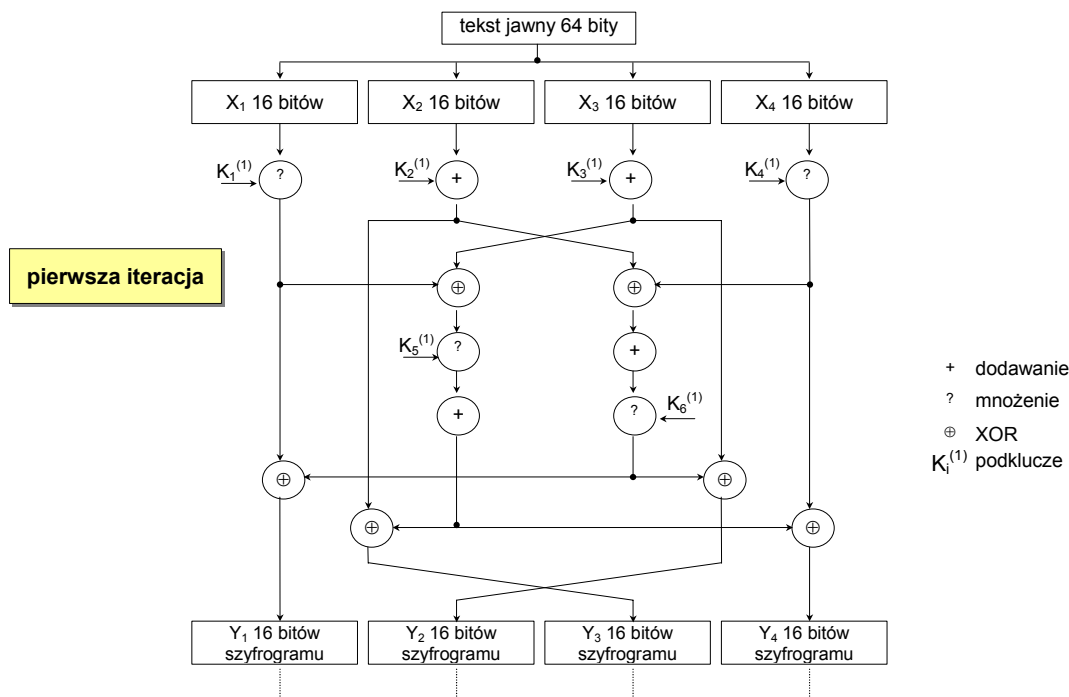 tekst jawny 64 bity
X₁ 16 bitów
X₂ 16 bitów
X₃ 16 bitów
X₄ 16 bitów
K₁⁽¹⁾
?
K₂⁽¹⁾
+
K₃⁽¹⁾
+
K₄⁽¹⁾
?
pierwsza iteracja
⊕
⊕
K₅⁽¹⁾
?
+
+
?
K₆⁽¹⁾
+ dodawanie
? mnożenie
⊕ XOR
Kᵢ⁽¹⁾ podklucze
⊕
⊕
⊕
⊕
Y₁ 16 bitów
szyfrogramu
Y₂ 16 bitów
szyfrogramu
Y₃ 16 bitów
szyfrogramu
Y₄ 16 bitów
szyfrogramu